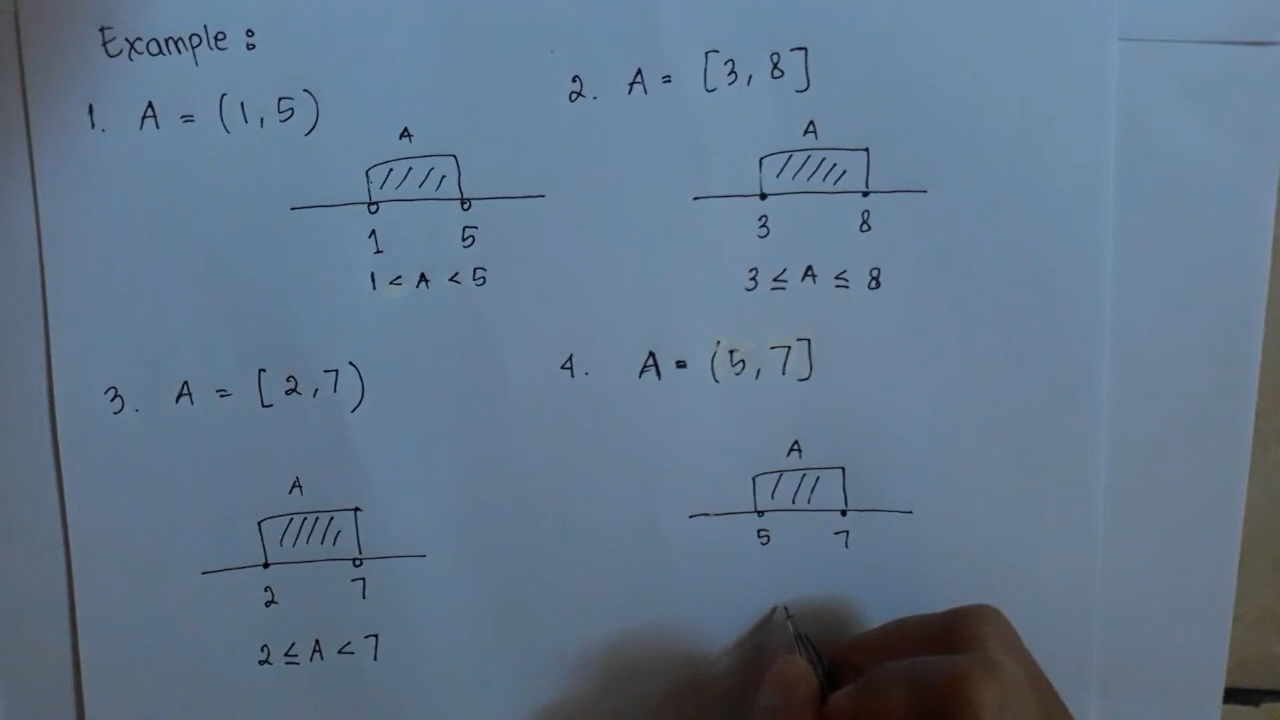 Example :
1. A = (1, 5)
A
1 5
1 < A < 5
2. A = [3, 8]
A
3 8
3 ≤ A ≤ 8
3. A = [2, 7)
A
2 7
2 ≤ A < 7
4. A = (5, 7]
A
5 7